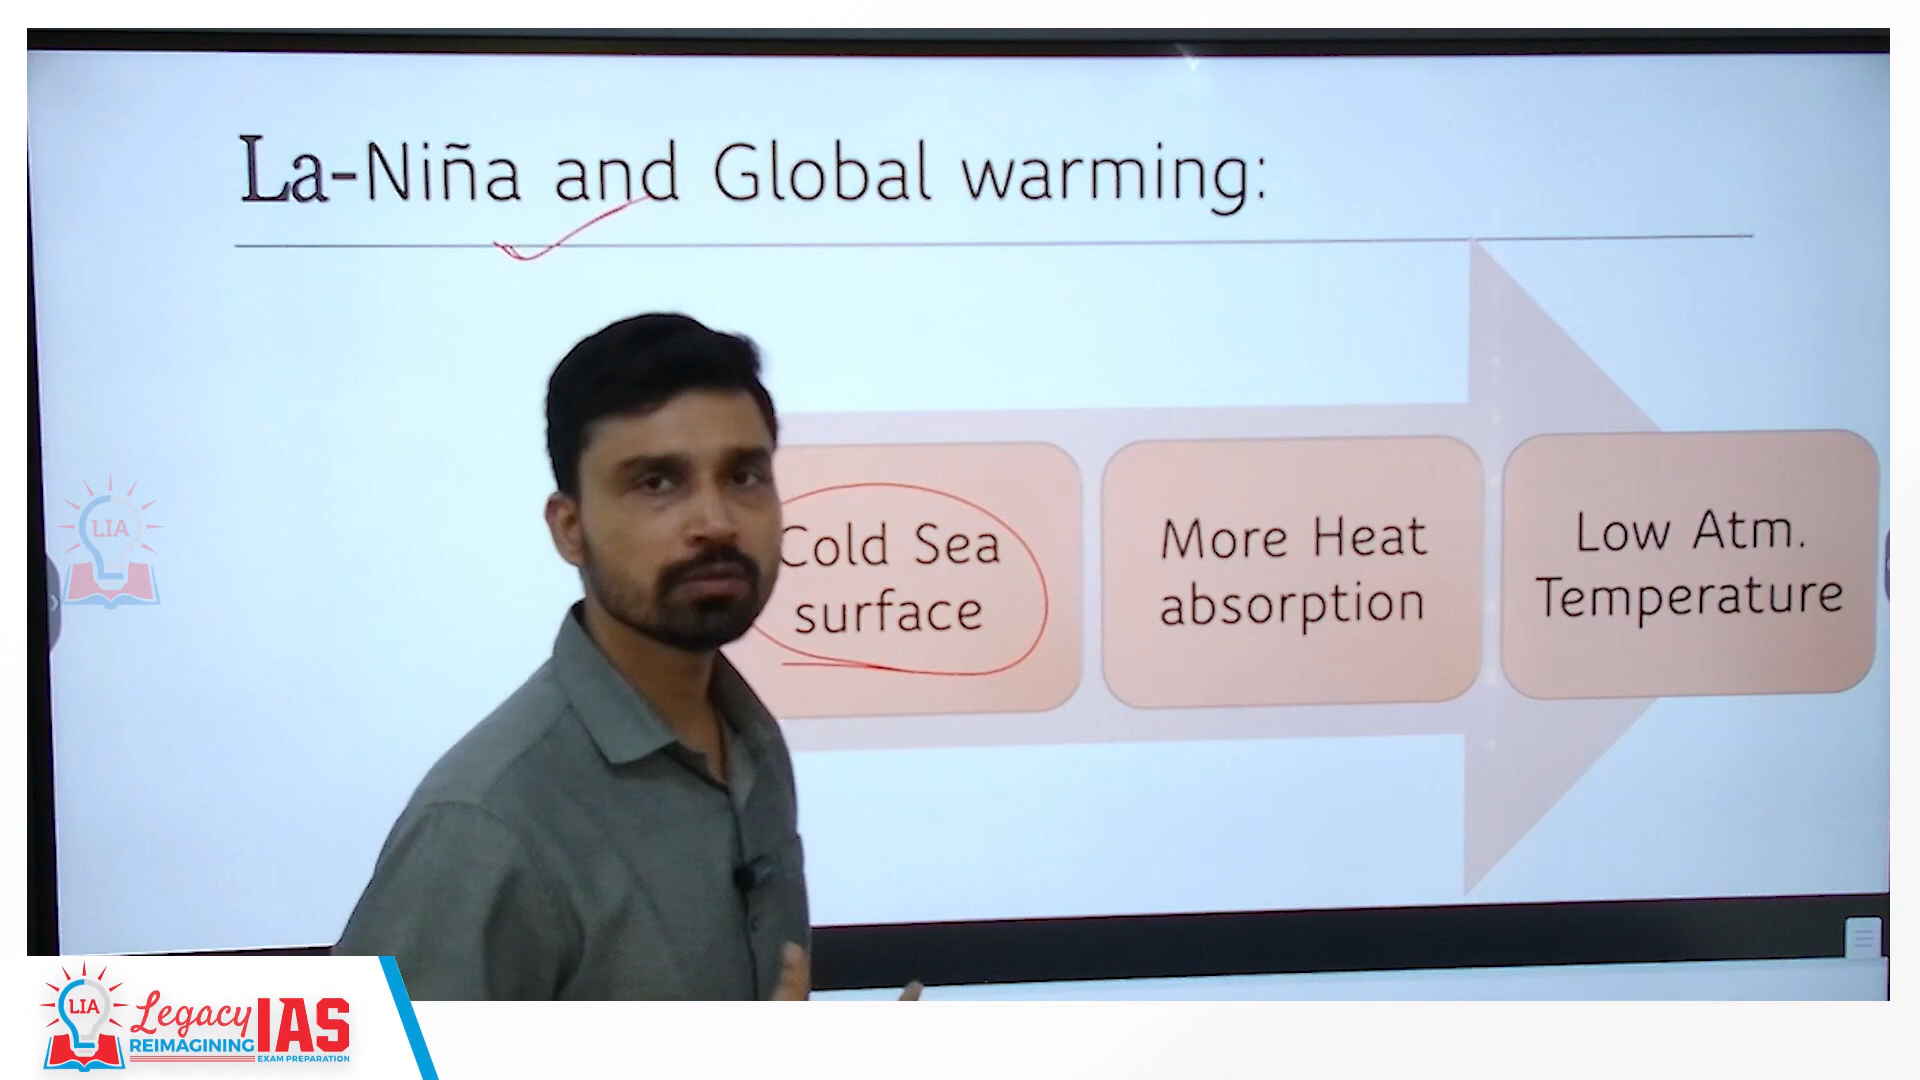 La-Niña and Global warming:
Cold Sea
surface
More Heat
absorption
Low Atm.
Temperature
LIA
LIA
Legacy IAS
REIMAGINING
EXAM PREPARATION